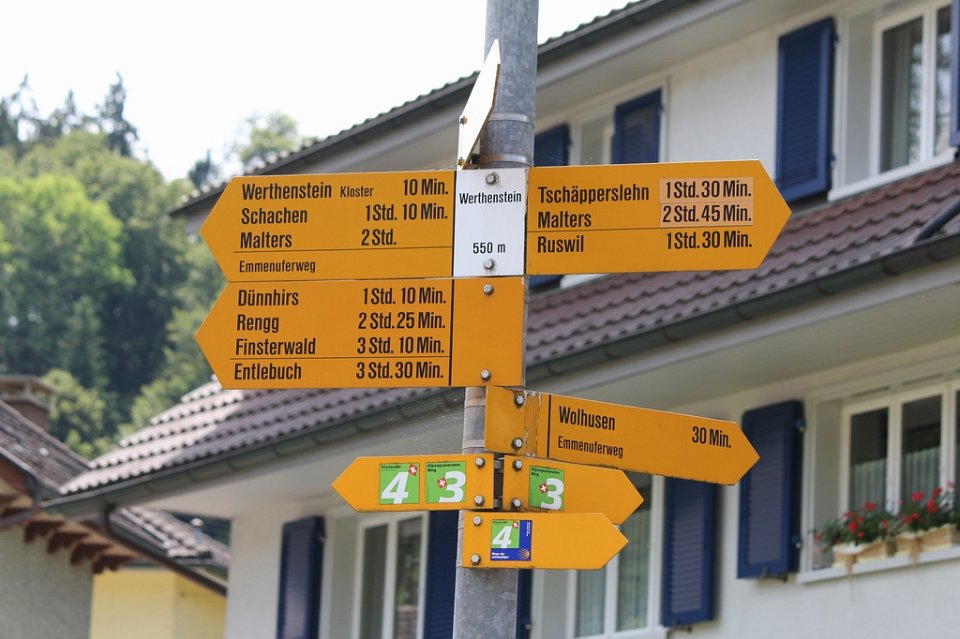 Werthenstein Kloster 10 Min.
Schachen 1 Std. 10 Min.
Malters 2 Std.
Emmenuferweg
Werthenstein
550 m
Tschäpperslehn 1 Std. 30 Min.
Malters 2 Std. 45 Min.
Ruswil 1 Std. 30 Min.
Dünnhirs 1 Std. 10 Min.
Rengg 2 Std. 25 Min.
Finsterwald 3 Std. 10 Min.
Entlebuch 3 Std. 30 Min.
Wolhusen 30 Min.
Emmenuferweg
ViaJacobi
4
Alpenpanorama
Weg
3
3
4